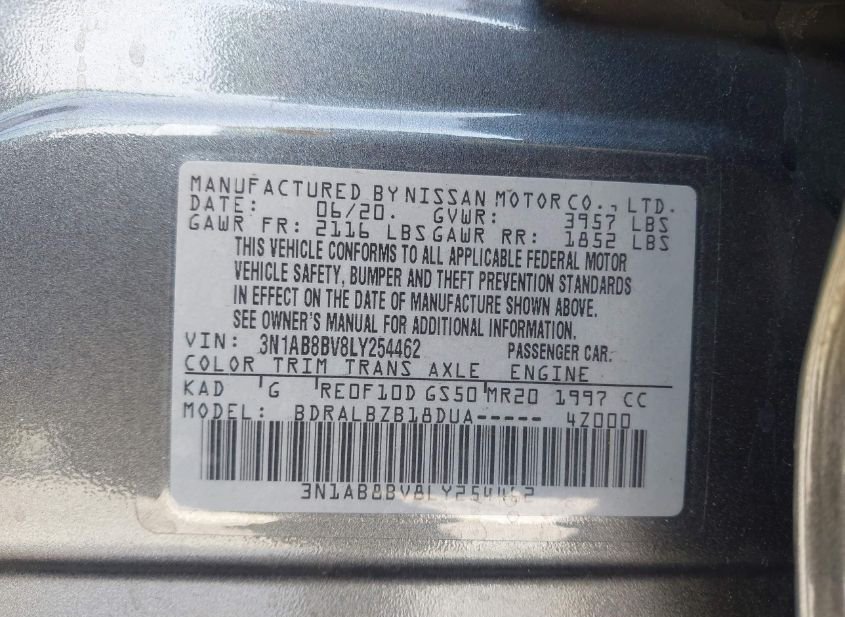 MANUFACTURED BY NISSAN MOTOR CO., LTD.
DATE: 06/20. GVWR: 3957 LBS
GAWR FR: 2116 LBS GAWR RR: 1852 LBS
THIS VEHICLE CONFORMS TO ALL APPLICABLE FEDERAL MOTOR
VEHICLE SAFETY, BUMPER AND THEFT PREVENTION STANDARDS
IN EFFECT ON THE DATE OF MANUFACTURE SHOWN ABOVE.
SEE OWNER'S MANUAL FOR ADDITIONAL INFORMATION.
VIN: 3N1AB8BV8LY254462 PASSENGER CAR.
COLOR TRIM TRANS AXLE ENGINE
KAD 'G RE0F10D GS50 MR20 1997 CC
MODEL: BDRALBZB18DUA----- 4Z000
3N1AB8BV8LY254462